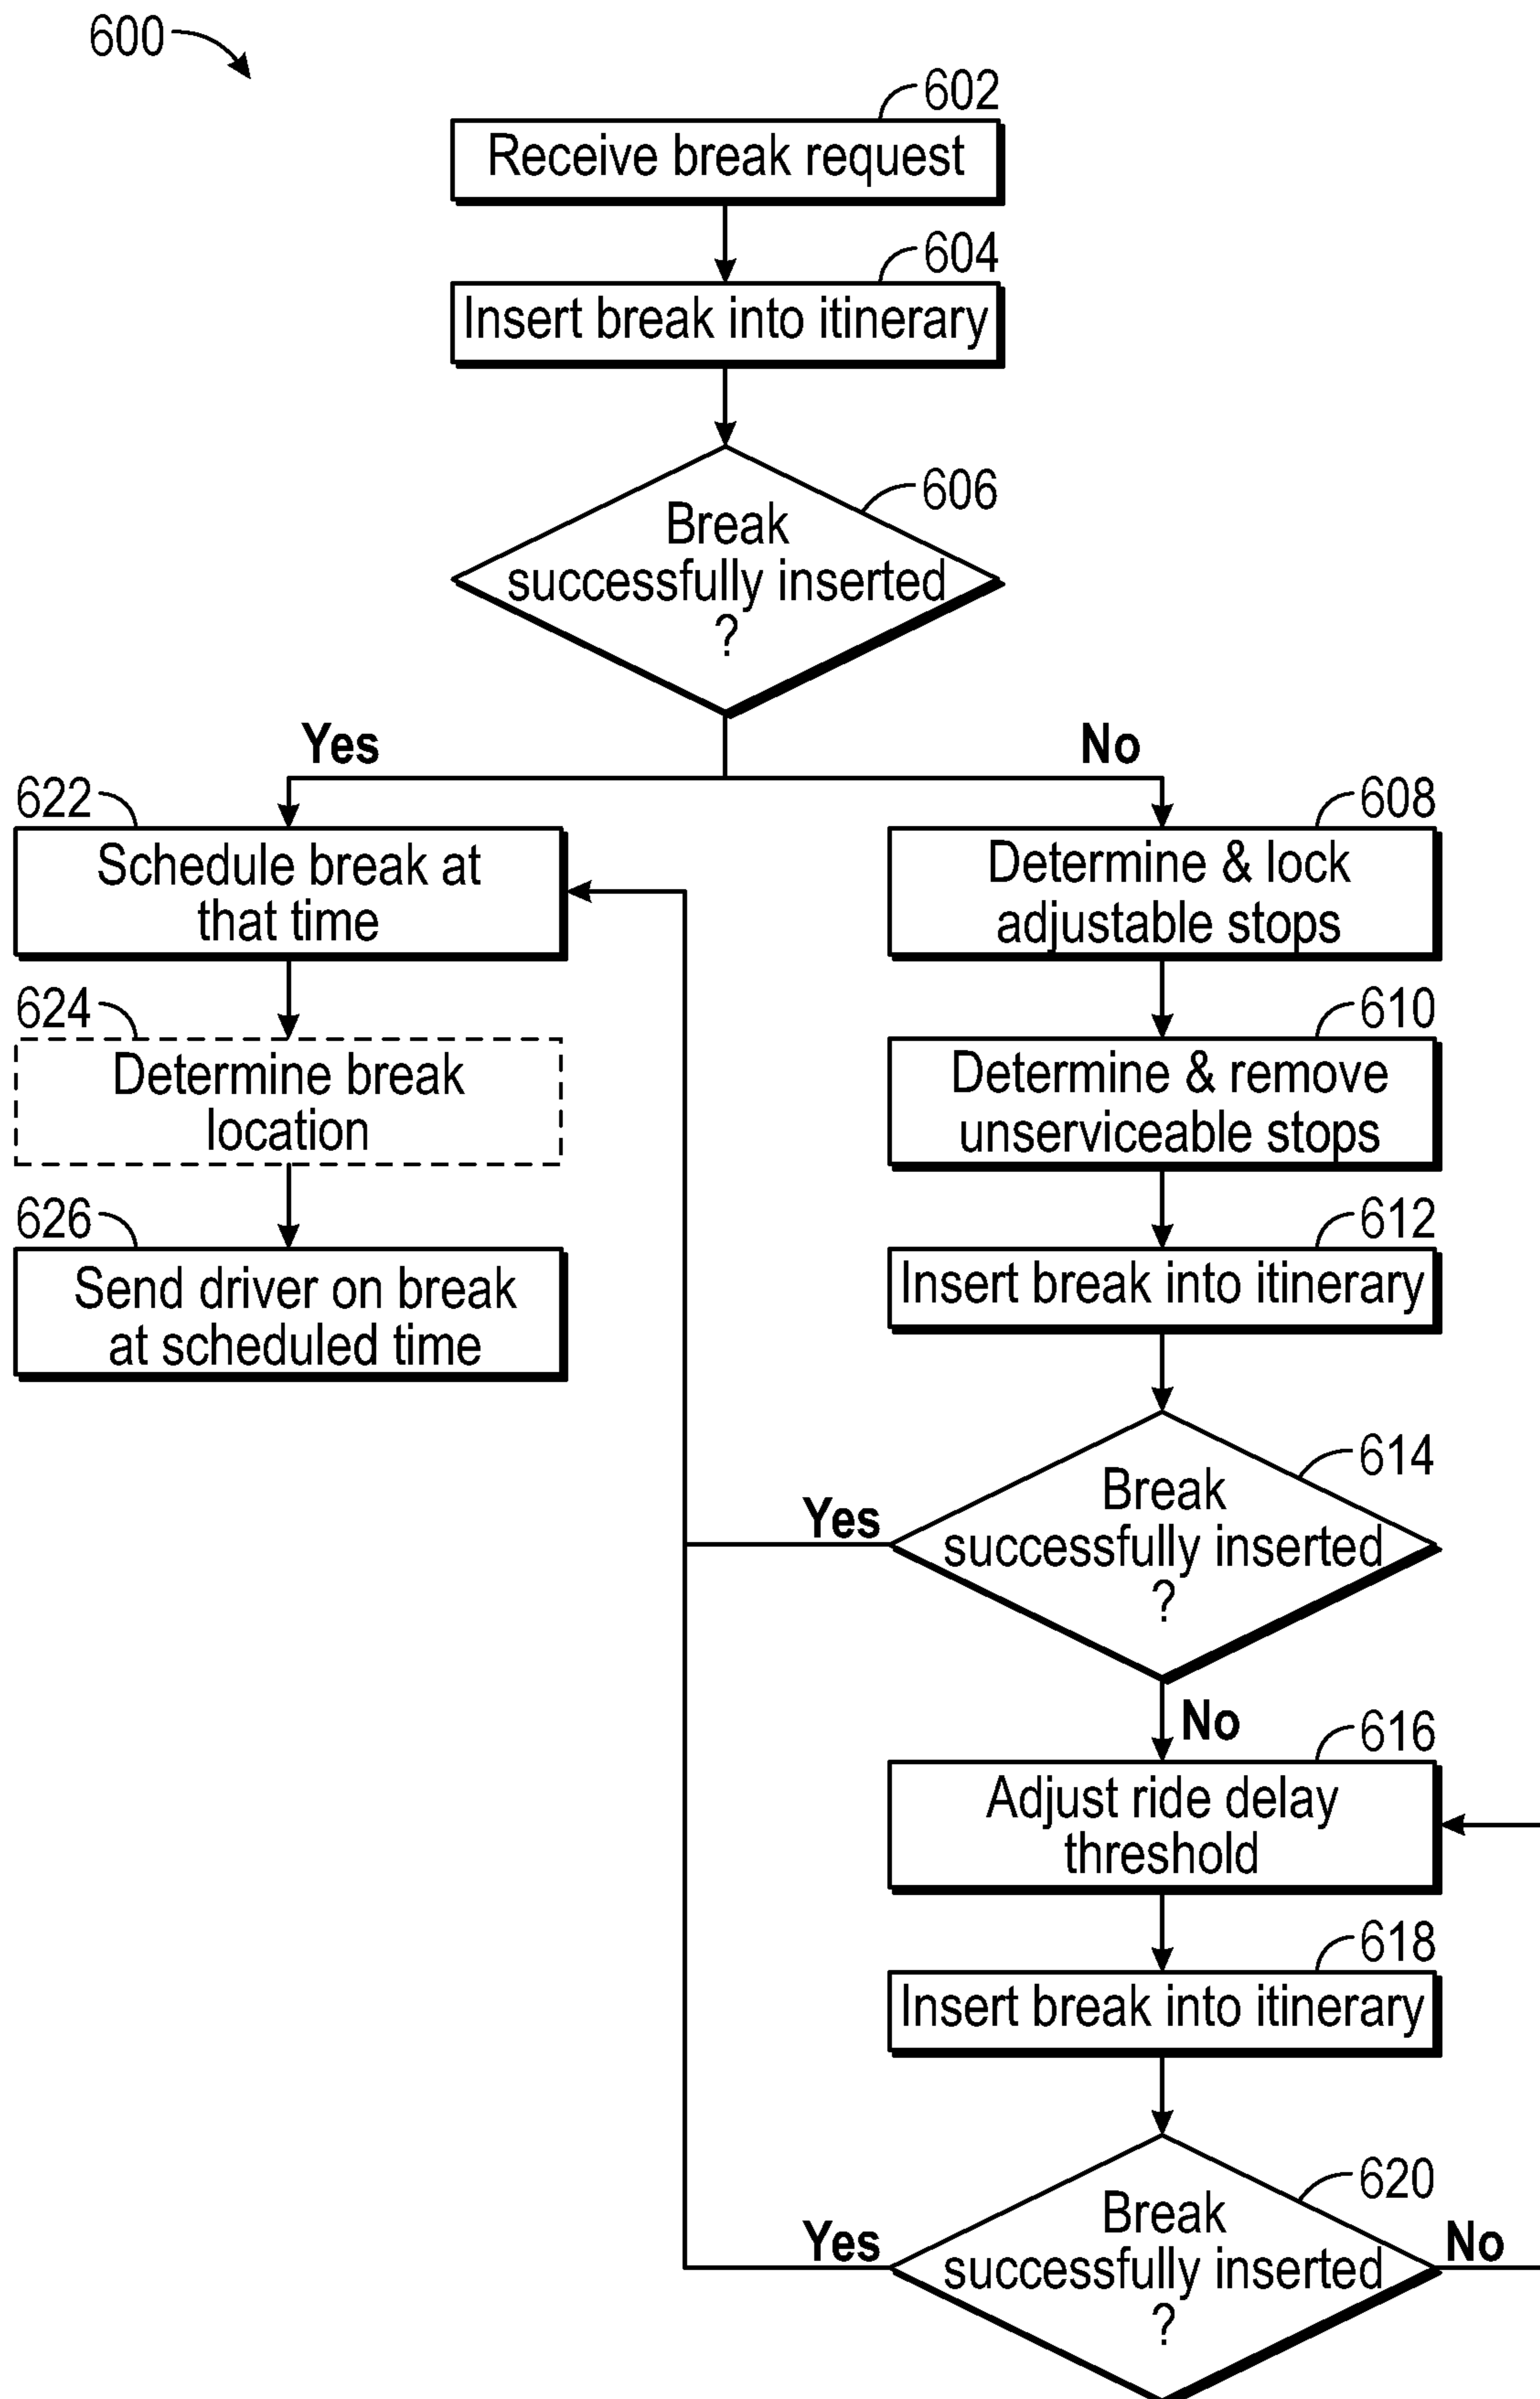 600
602
Receive break request
604
Insert break into itinerary
606
Break
successfully inserted
?
Yes
No
622
Schedule break at
that time
624
Determine break
location
626
Send driver on break
at scheduled time
608
Determine & lock
adjustable stops
610
Determine & remove
unserviceable stops
612
Insert break into itinerary
614
Break
successfully inserted
?
Yes
No
616
Adjust ride delay
threshold
618
Insert break into itinerary
620
Break
successfully inserted
?
Yes
No